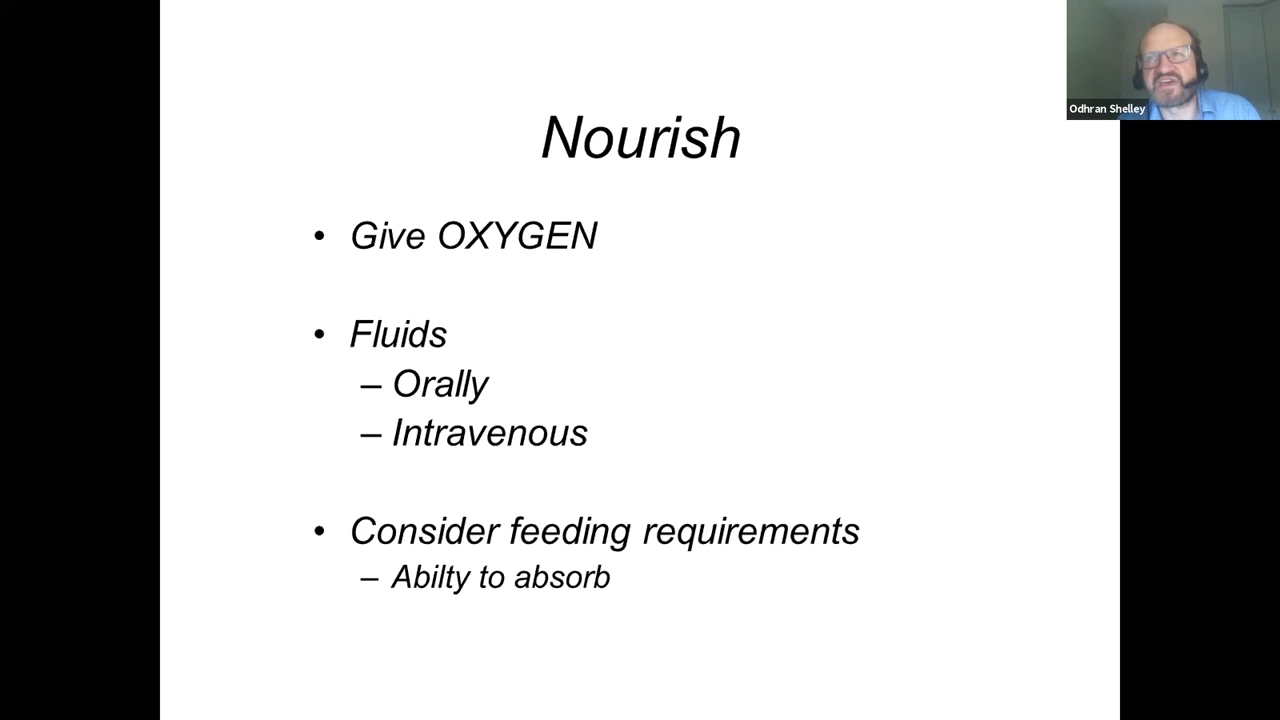 Nourish
• Give OXYGEN
• Fluids
– Orally
– Intravenous
• Consider feeding requirements
– Abilty to absorb
Odhran Shelley